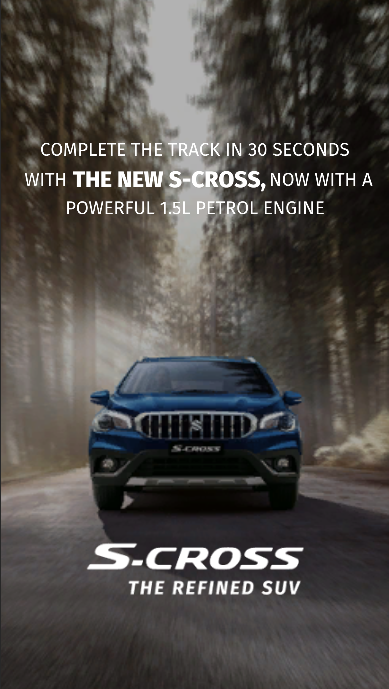 COMPLETE THE TRACK IN 30 SECONDS
WITH THE NEW S-CROSS, NOW WITH A
POWERFUL 1.5L PETROL ENGINE
S-CROSS
S-CROSS
THE REFINED SUV